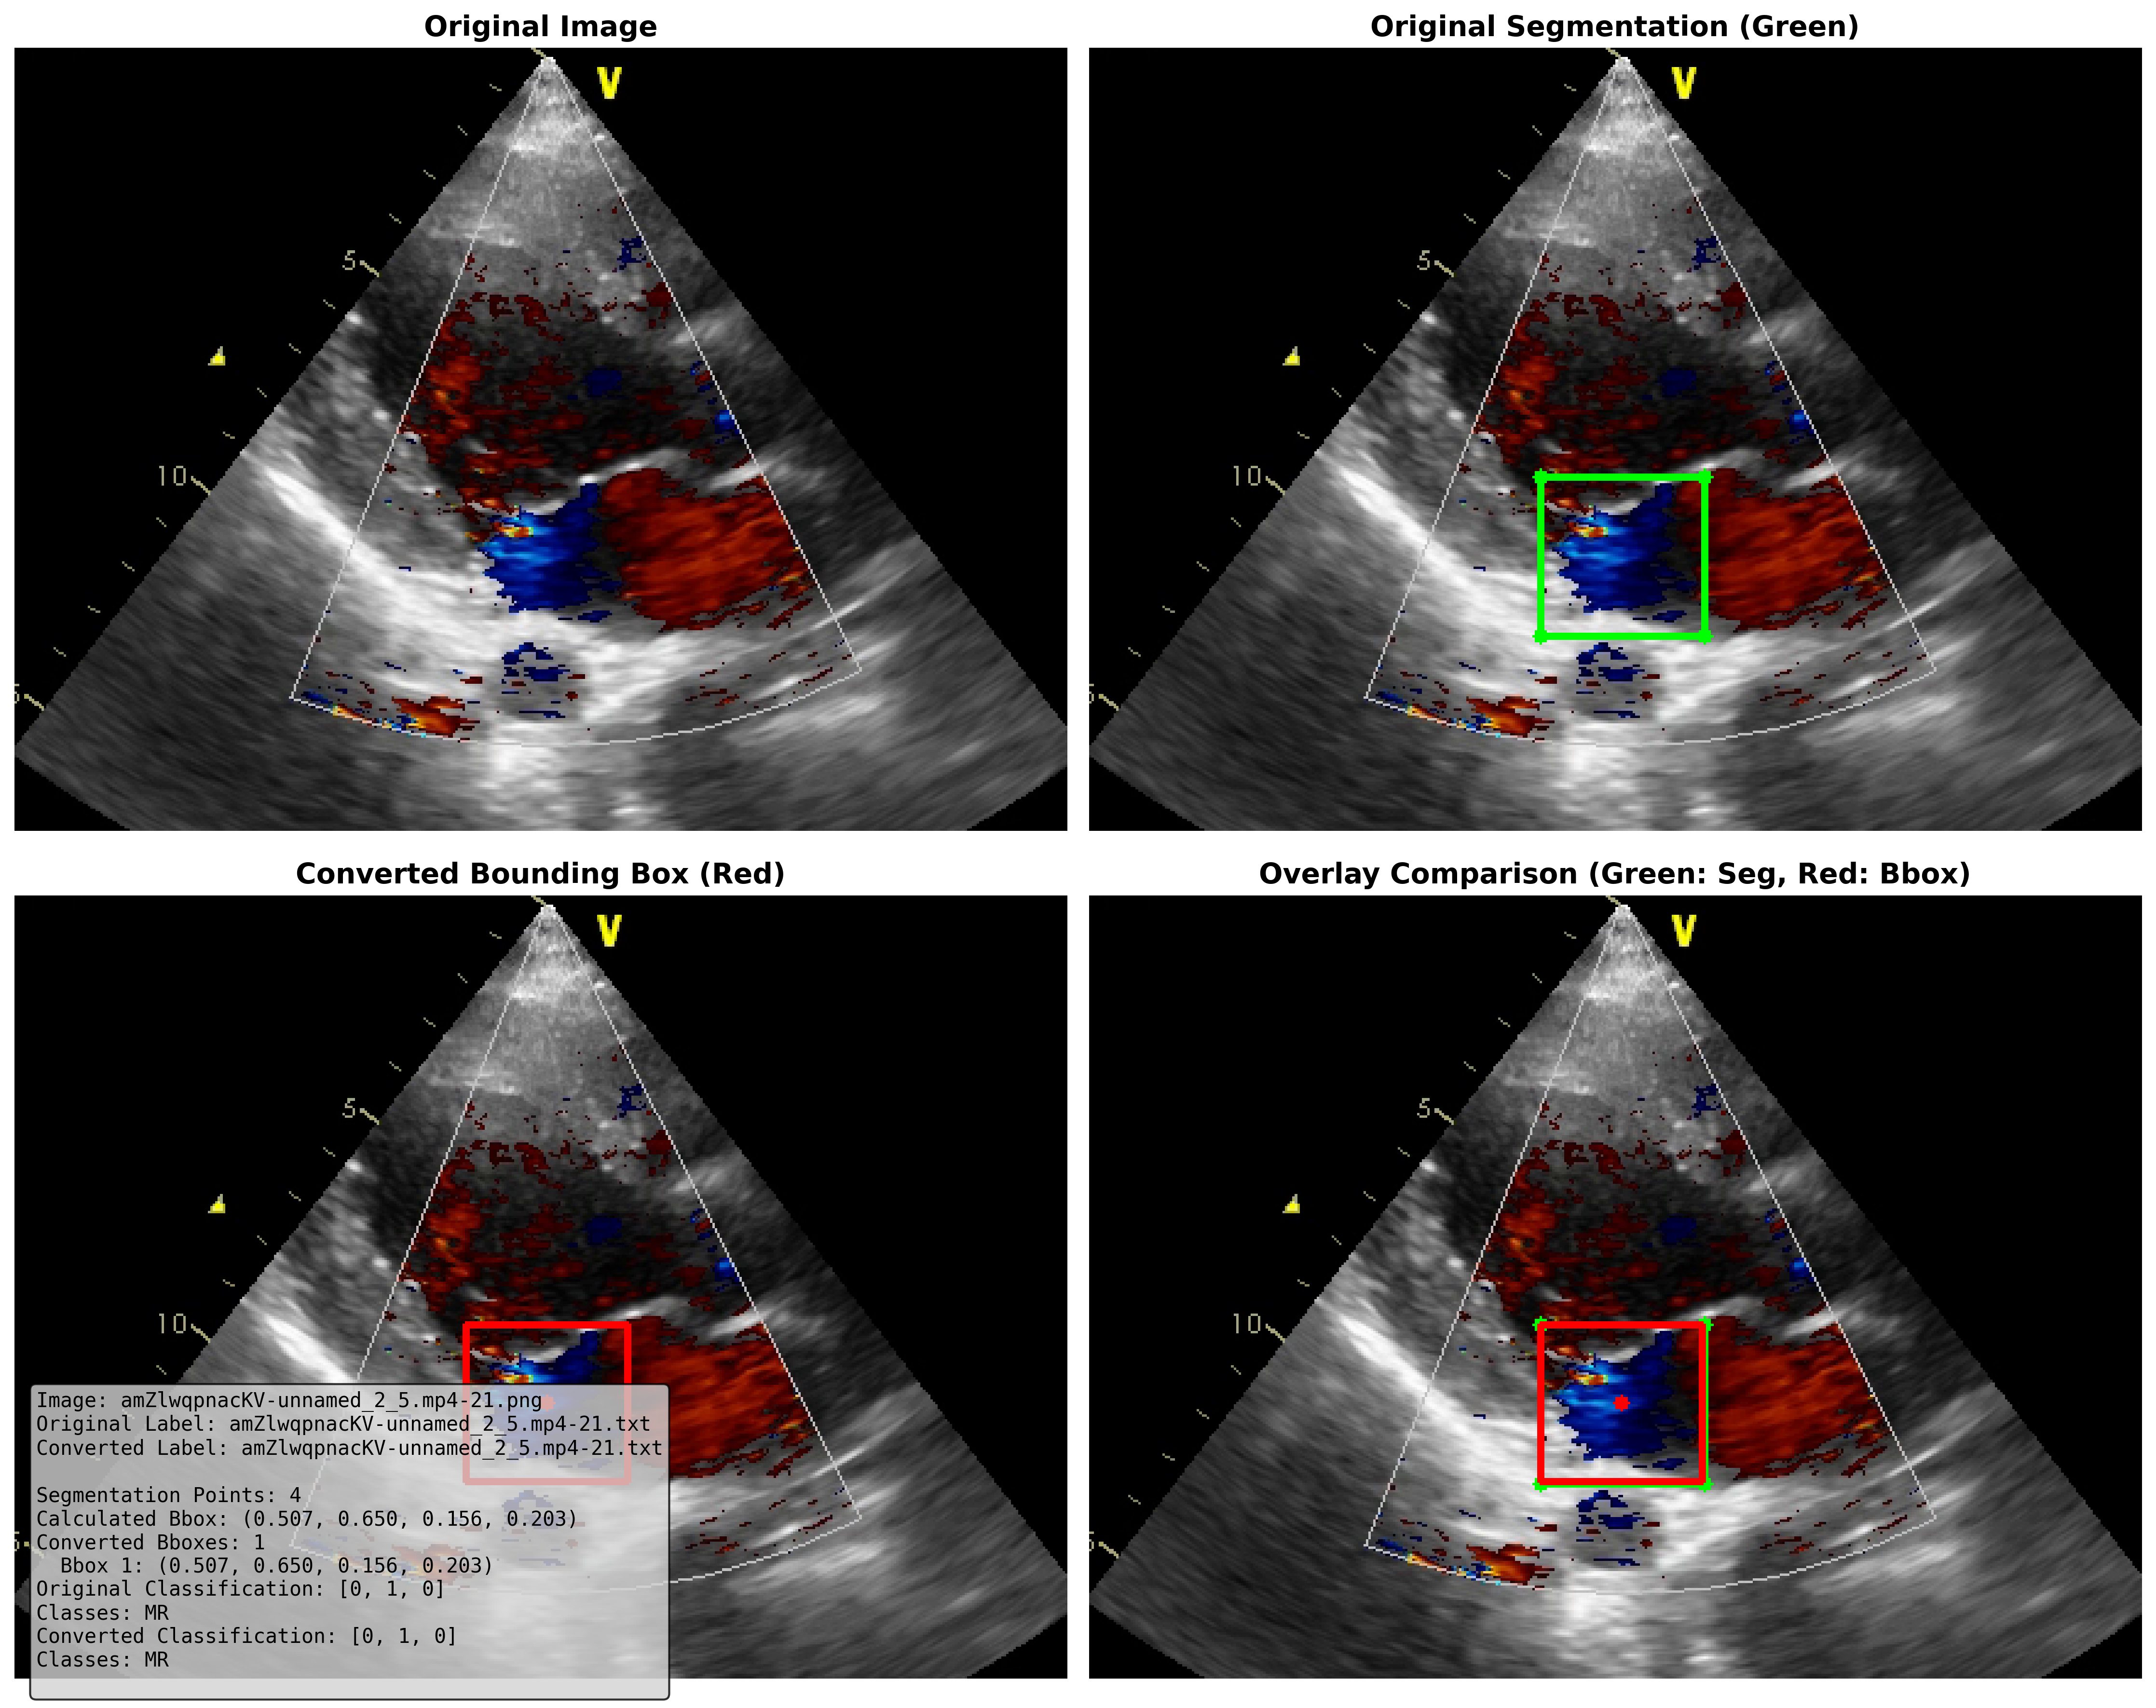 Original Image
Original Segmentation (Green)
V
5
10
V
5
10
5
Converted Bounding Box (Red)
Overlay Comparison (Green: Seg, Red: Bbox)
V
5
10
V
5
10
Image: amZlwqpnacKV-unnamed_2_5.mp4-21.png
Original Label: amZlwqpnacKV-unnamed_2_5.mp4-21.txt
Converted Label: amZlwqpnacKV-unnamed_2_5.mp4-21.txt
Segmentation Points: 4
Calculated Bbox: (0.507, 0.650, 0.156, 0.203)
Converted Bboxes: 1
Bbox 1: (0.507, 0.650, 0.156, 0.203)
Original Classification: [0, 1, 0]
Classes: MR
Converted Classification: [0, 1, 0]
Classes: MR